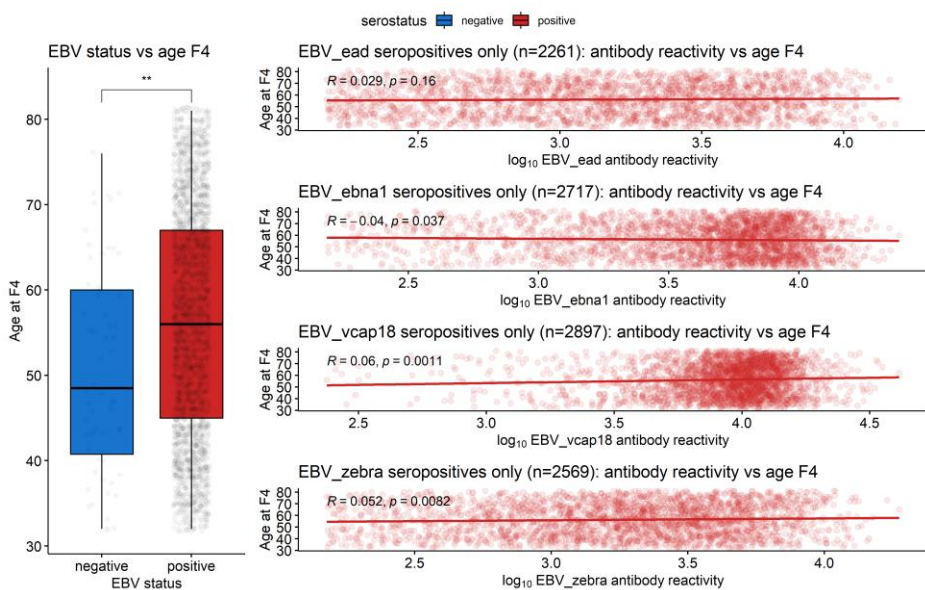 serostatus negative positive
EBV status vs age F4
**
Age at F4
80
70
60
50
40
30
negative positive
EBV status
EBV_ead seropositives only (n=2261): antibody reactivity vs age F4
R = 0.029, p = 0.16
Age at F4
80
70
60
50
40
30
2.5 3.0 3.5 4.0
log₁₀ EBV_ead antibody reactivity
EBV_ebna1 seropositives only (n=2717): antibody reactivity vs age F4
R = −0.04, p = 0.037
Age at F4
80
70
60
50
40
30
2.5 3.0 3.5 4.0
log₁₀ EBV_ebna1 antibody reactivity
EBV_vcap18 seropositives only (n=2897): antibody reactivity vs age F4
R = 0.06, p = 0.0011
Age at F4
80
70
60
50
40
30
2.5 3.0 3.5 4.0 4.5
log₁₀ EBV_vcap18 antibody reactivity
EBV_zebra seropositives only (n=2569): antibody reactivity vs age F4
R = 0.052, p = 0.0082
Age at F4
80
70
60
50
40
30
2.5 3.0 3.5 4.0
log₁₀ EBV_zebra antibody reactivity